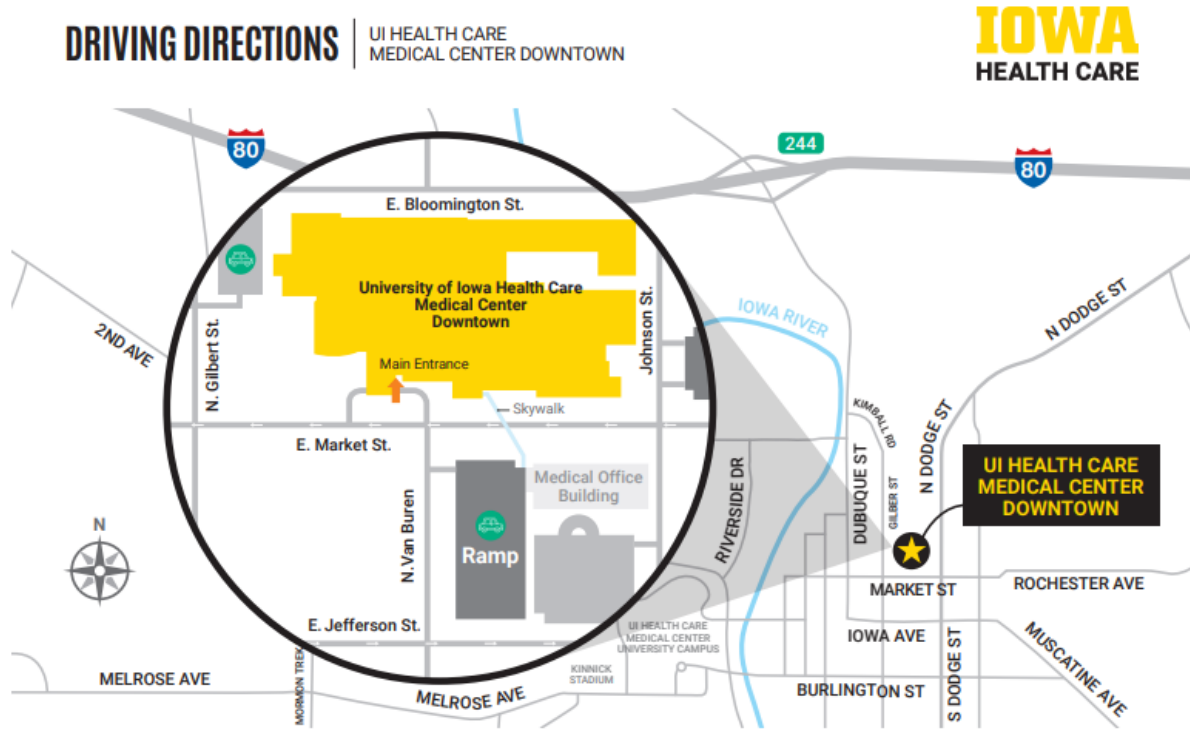 DRIVING DIRECTIONS
UI HEALTH CARE
MEDICAL CENTER DOWNTOWN
IOWA
HEALTH CARE
80
244
80
E. Bloomington St.
University of Iowa Health Care
Medical Center
Downtown
Main Entrance
Skywalk
N. Gilbert St.
Johnson St.
E. Market St.
Medical Office
Building
N.Van Buren
Ramp
E. Jefferson St.
2ND AVE
N
IOWA RIVER
N DODGE ST
KIMBALL RD
N DODGE ST
DUBUQUE ST
GILBER ST
RIVERSIDE DR
UI HEALTH CARE
MEDICAL CENTER
DOWNTOWN
MARKET ST
ROCHESTER AVE
UI HEALTH CARE
MEDICAL CENTER
UNIVERSITY CAMPUS
IOWA AVE
MUSCATINE AVE
S DODGE ST
KINNICK
STADIUM
MELROSE AVE
MORMON TREK
MELROSE AVE
BURLINGTON ST